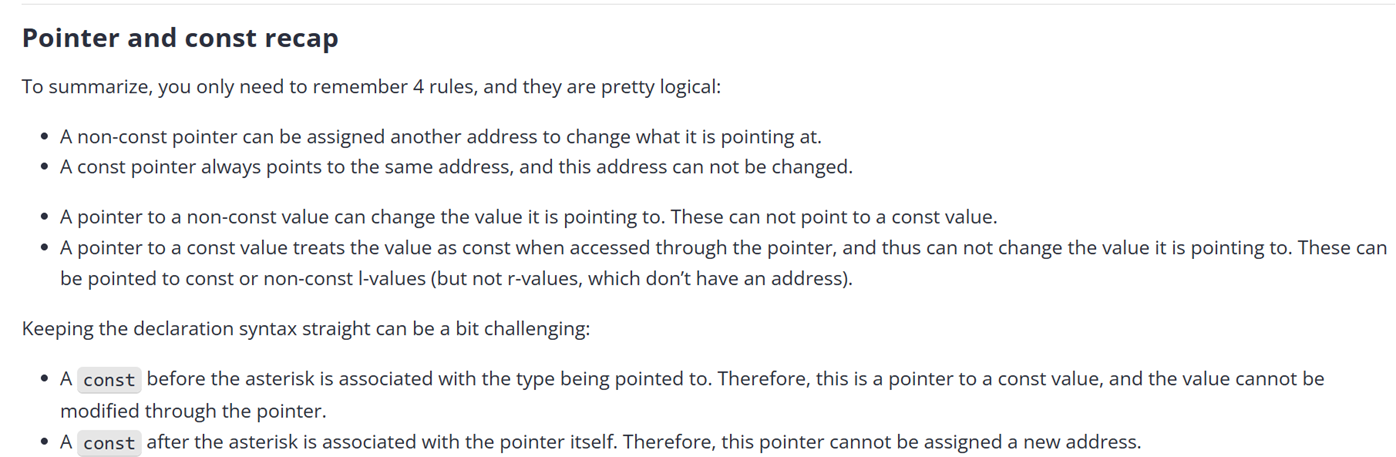 Pointer and const recap
To summarize, you only need to remember 4 rules, and they are pretty logical:
• A non-const pointer can be assigned another address to change what it is pointing at.
• A const pointer always points to the same address, and this address can not be changed.
• A pointer to a non-const value can change the value it is pointing to. These can not point to a const value.
• A pointer to a const value treats the value as const when accessed through the pointer, and thus can not change the value it is pointing to. These can
be pointed to const or non-const l-values (but not r-values, which don’t have an address).
Keeping the declaration syntax straight can be a bit challenging:
• A const before the asterisk is associated with the type being pointed to. Therefore, this is a pointer to a const value, and the value cannot be
modified through the pointer.
• A const after the asterisk is associated with the pointer itself. Therefore, this pointer cannot be assigned a new address.